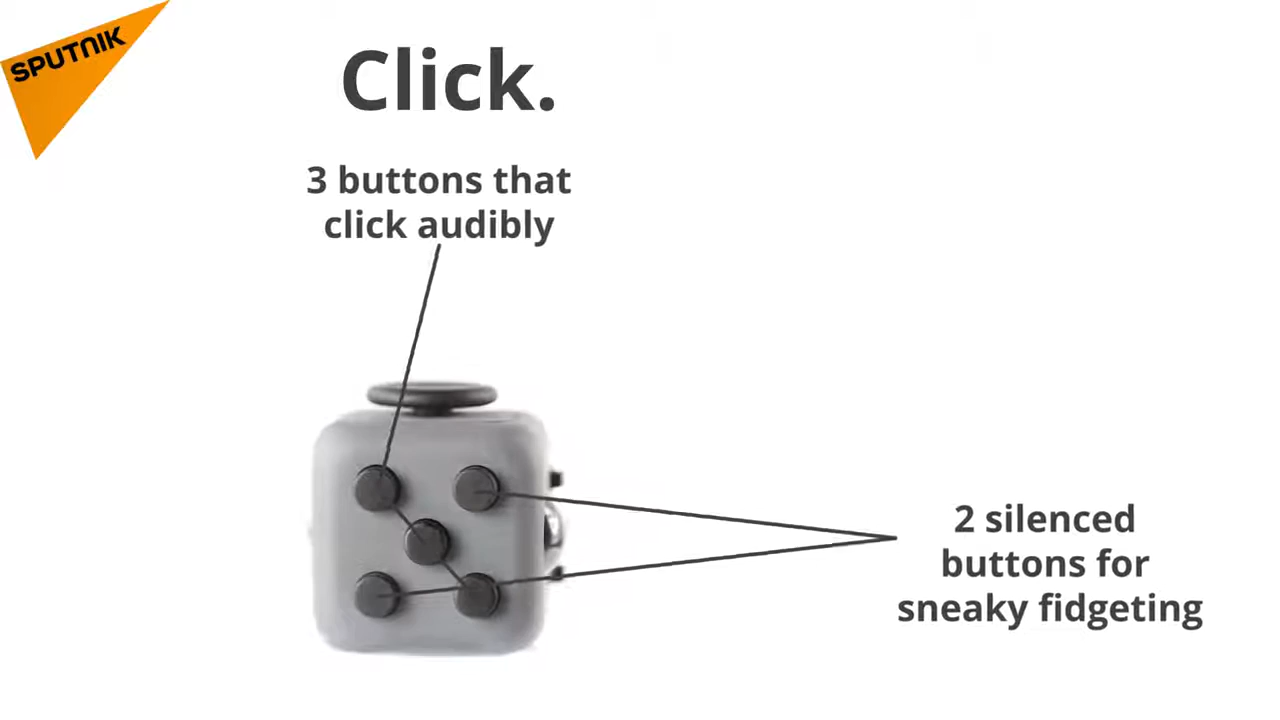 SPUTNIK
Click.
3 buttons that
click audibly
2 silenced
buttons for
sneaky fidgeting